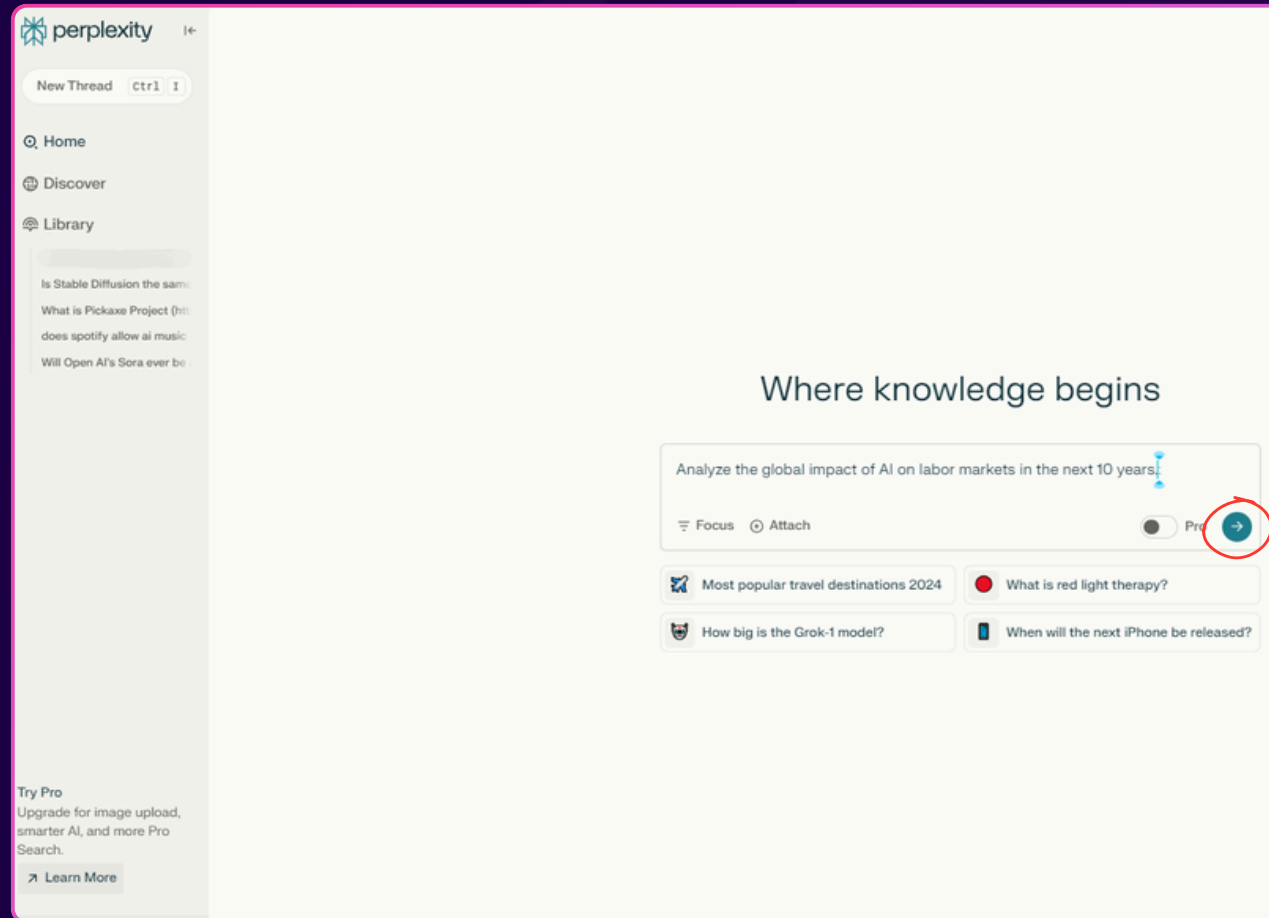 perplexity
New Thread Ctrl I
Home
Discover
Library
Is Stable Diffusion the same
What is Pickaxe Project (htt
does spotify allow ai music
Will Open AI's Sora ever be
Where knowledge begins
Analyze the global impact of AI on labor markets in the next 10 years.
Focus Attach Pro
Most popular travel destinations 2024 What is red light therapy?
How big is the Grok-1 model? When will the next iPhone be released?
Try Pro
Upgrade for image upload,
smarter AI, and more Pro
Search.
Learn More